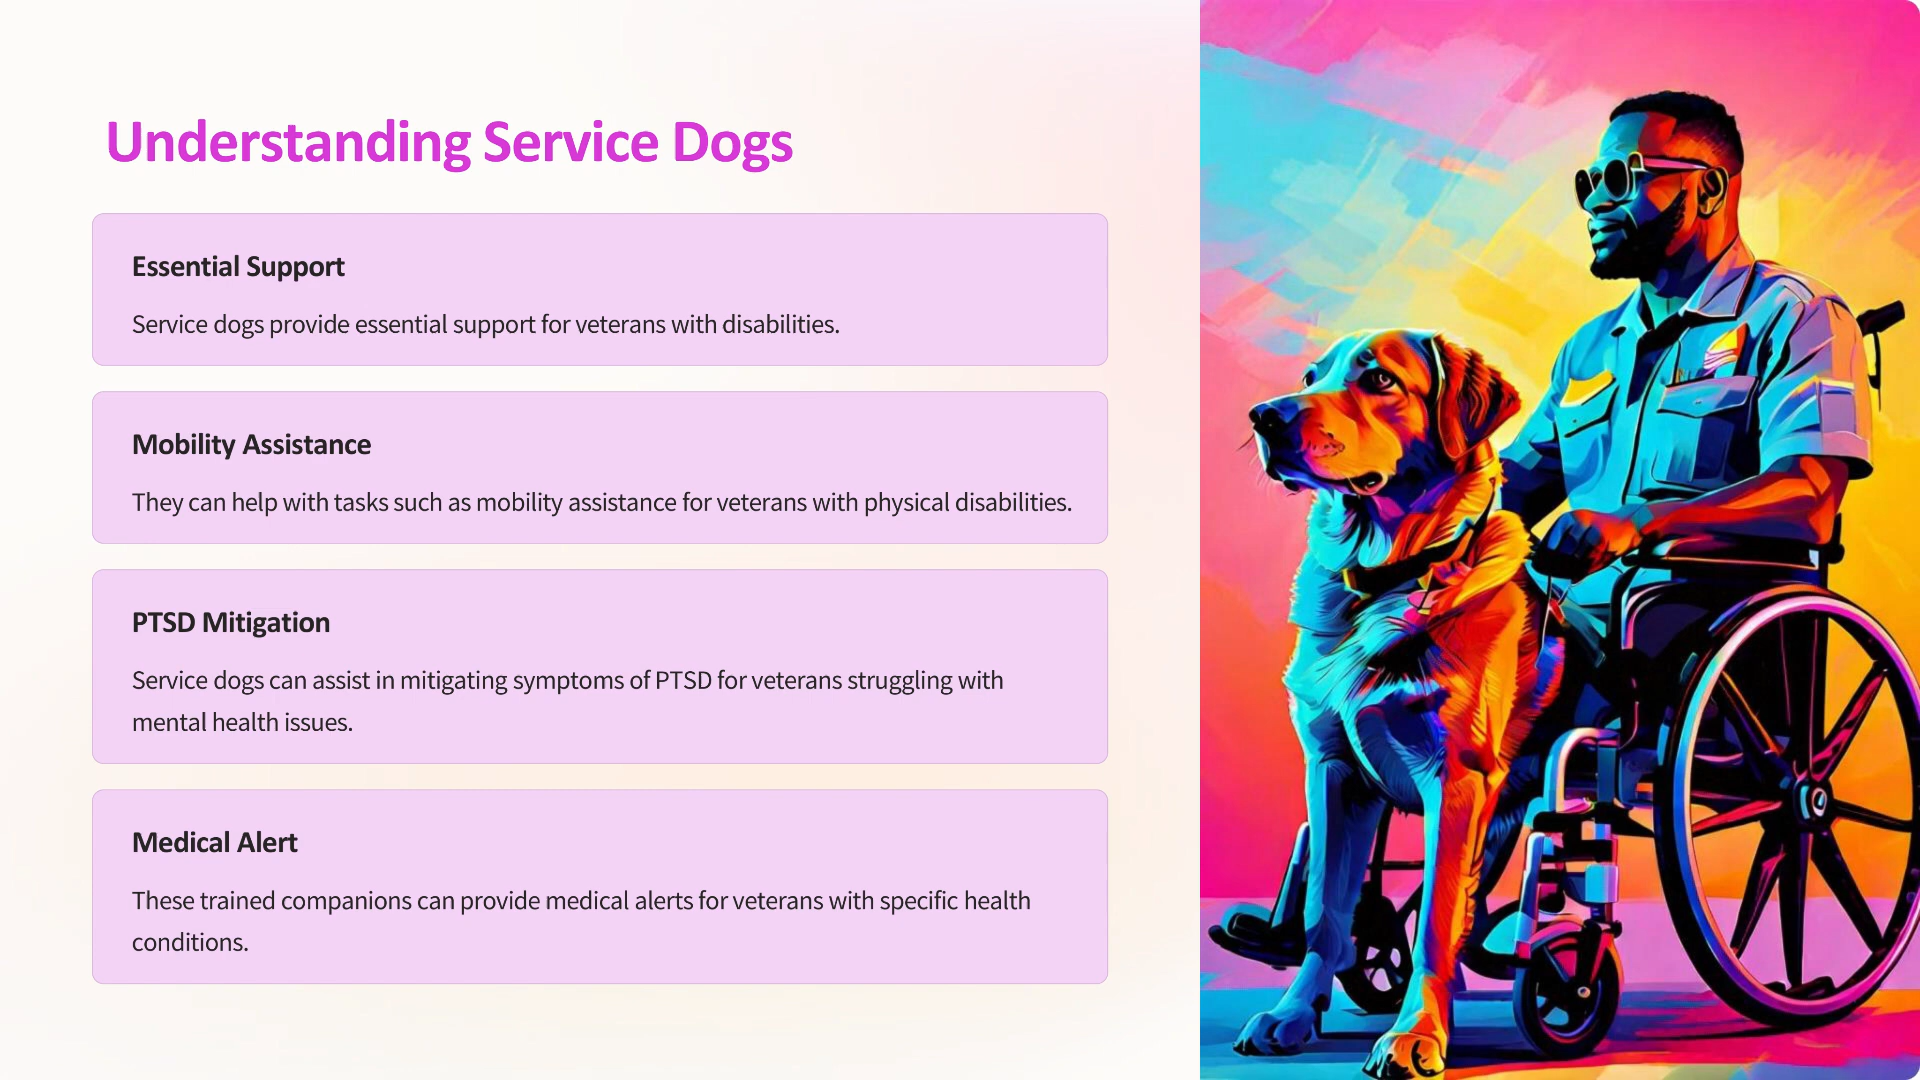 Understanding Service Dogs
Essential Support
Service dogs provide essential support for veterans with disabilities.
Mobility Assistance
They can help with tasks such as mobility assistance for veterans with physical disabilities.
PTSD Mitigation
Service dogs can assist in mitigating symptoms of PTSD for veterans struggling with
mental health issues.
Medical Alert
These trained companions can provide medical alerts for veterans with specific health
conditions.